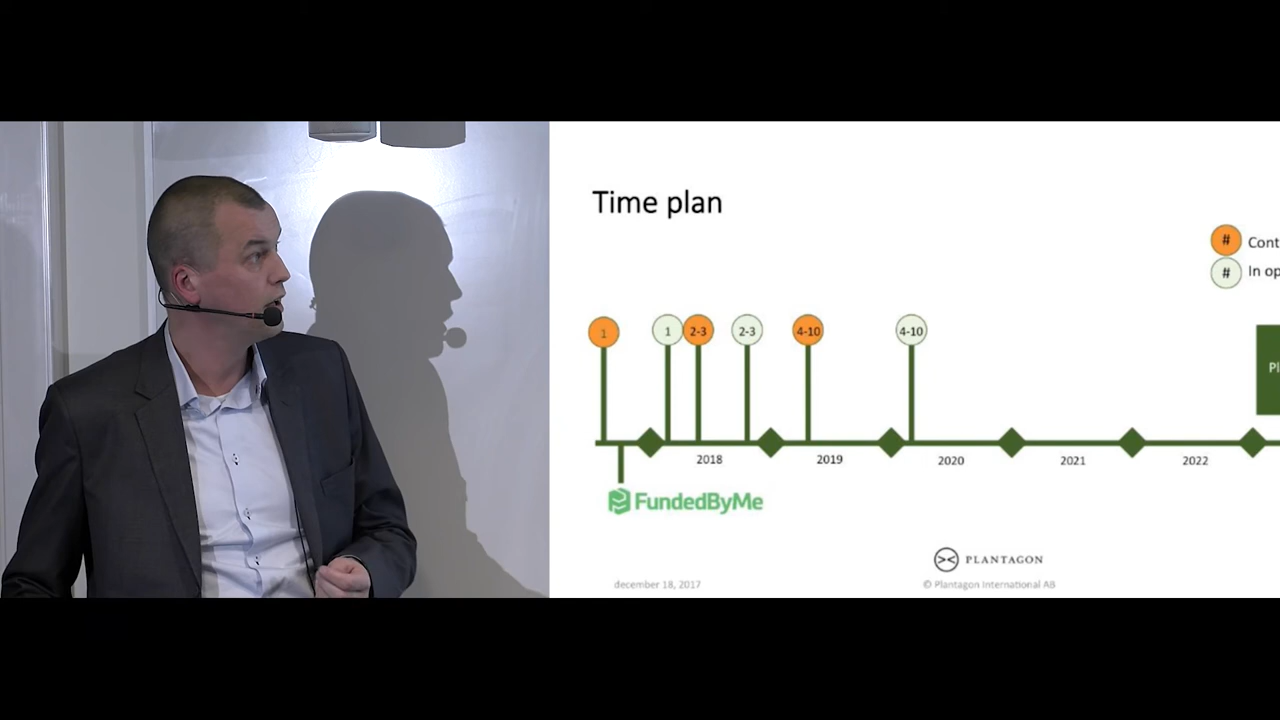 Time plan
#
Cont
#
In op
1
1
2-3
2-3
4-10
4-10
Pl
2018
2019
2020
2021
2022
FundedByMe
PLANTAGON
december 18, 2017
© Plantagon International AB